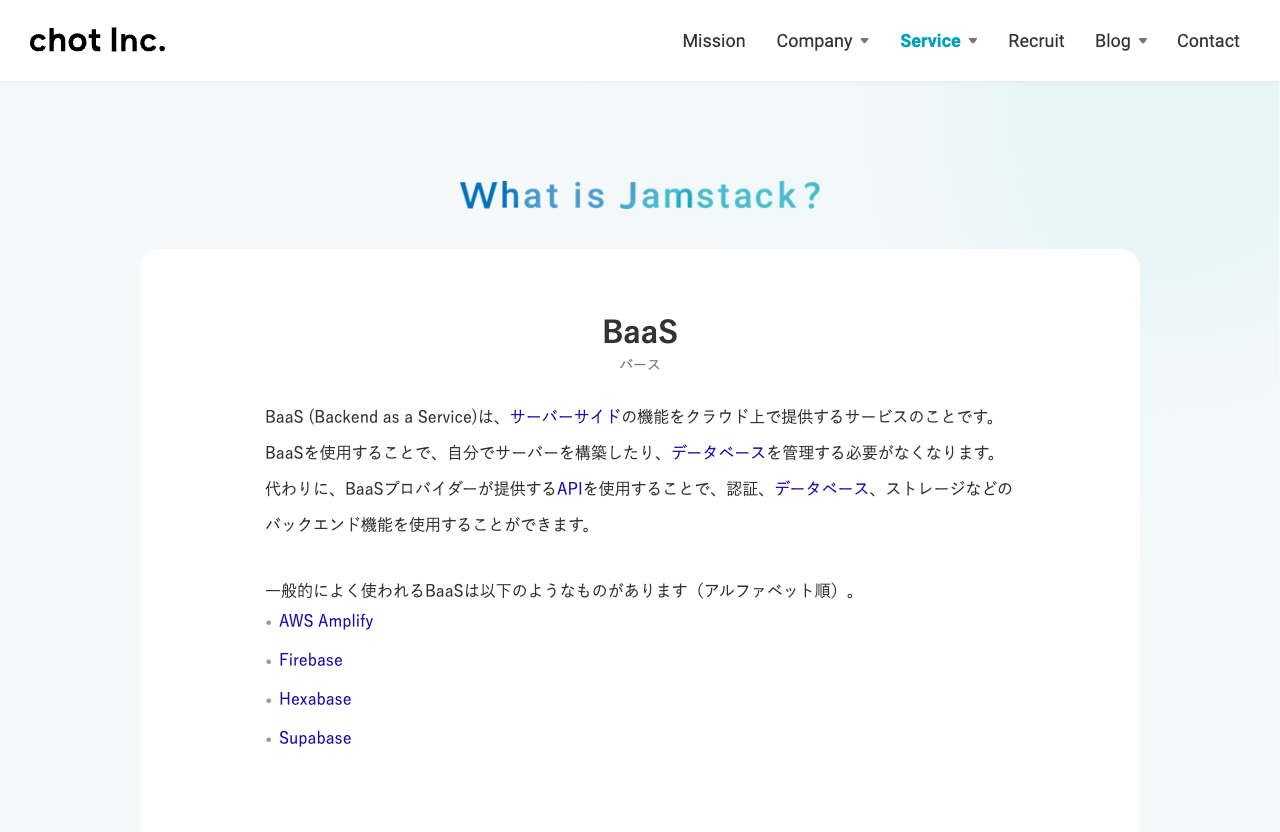 chot Inc.
Mission Company Service Recruit Blog Contact
What is Jamstack?
BaaS
バース
BaaS (Backend as a Service)は、サーバーサイドの機能をクラウド上で提供するサービスのことです。
BaaSを使用することで、自分でサーバーを構築したり、データベースを管理する必要がなくなります。
代わりに、BaaSプロバイダーが提供するAPIを使用することで、認証、データベース、ストレージなどの
バックエンド機能を使用することができます。
一般的によく使われるBaaSは以下のようなものがあります（アルファベット順）。
• AWS Amplify
• Firebase
• Hexabase
• Supabase